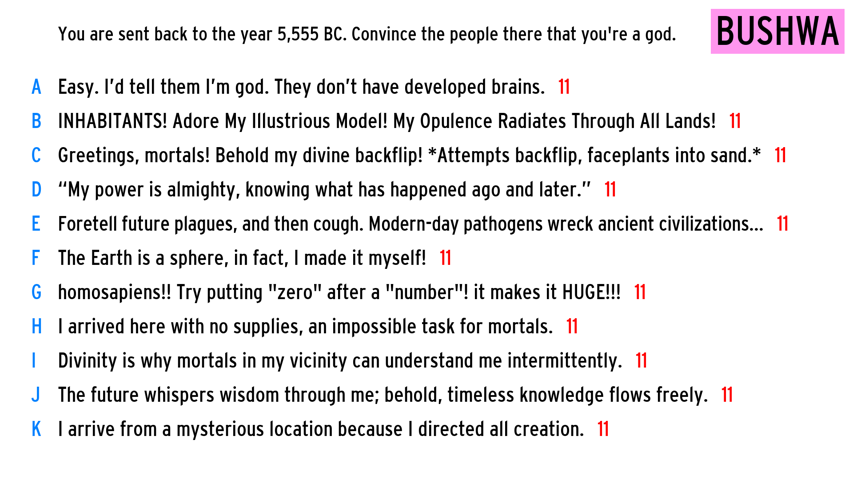 You are sent back to the year 5,555 BC. Convince the people there that you're a god.
BUSHWA
A Easy. I’d tell them I’m god. They don’t have developed brains. 11
B INHABITANTS! Adore My Illustrious Model! My Opulence Radiates Through All Lands! 11
C Greetings, mortals! Behold my divine backflip! *Attempts backflip, faceplants into sand.* 11
D “My power is almighty, knowing what has happened ago and later.” 11
E Foretell future plagues, and then cough. Modern-day pathogens wreck ancient civilizations... 11
F The Earth is a sphere, in fact, I made it myself! 11
G homosapiens!! Try putting "zero" after a "number"! it makes it HUGE!!! 11
H I arrived here with no supplies, an impossible task for mortals. 11
I Divinity is why mortals in my vicinity can understand me intermittently. 11
J The future whispers wisdom through me; behold, timeless knowledge flows freely. 11
K I arrive from a mysterious location because I directed all creation. 11